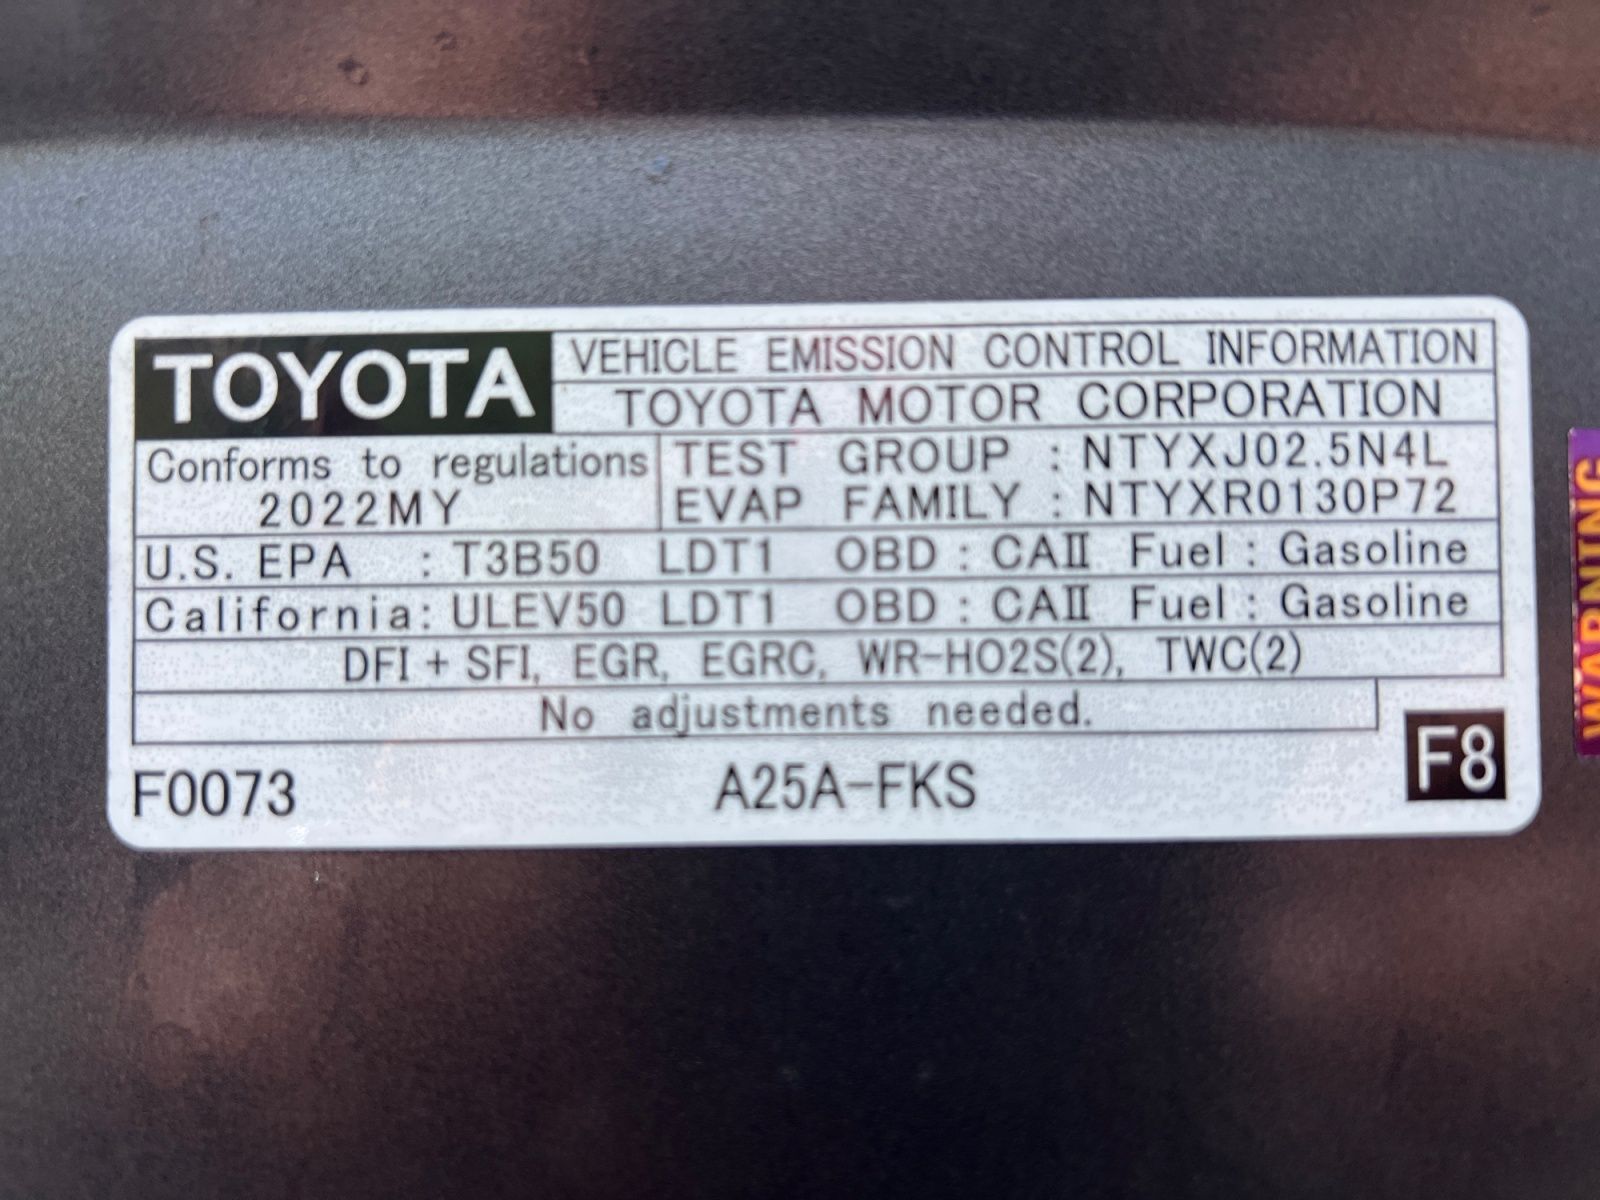 TOYOTA
VEHICLE EMISSION CONTROL INFORMATION
TOYOTA MOTOR CORPORATION
Conforms to regulations
2022MY
TEST GROUP : NTYXJ02.5N4L
EVAP FAMILY : NTYXR0130P72
U.S. EPA : T3B50 LDT1 OBD : CAII Fuel : Gasoline
California: ULEV50 LDT1 OBD : CAII Fuel : Gasoline
DFI + SFI, EGR, EGRC, WR-HO2S(2), TWC(2)
No adjustments needed.
F0073
A25A-FKS
F8
WARNING